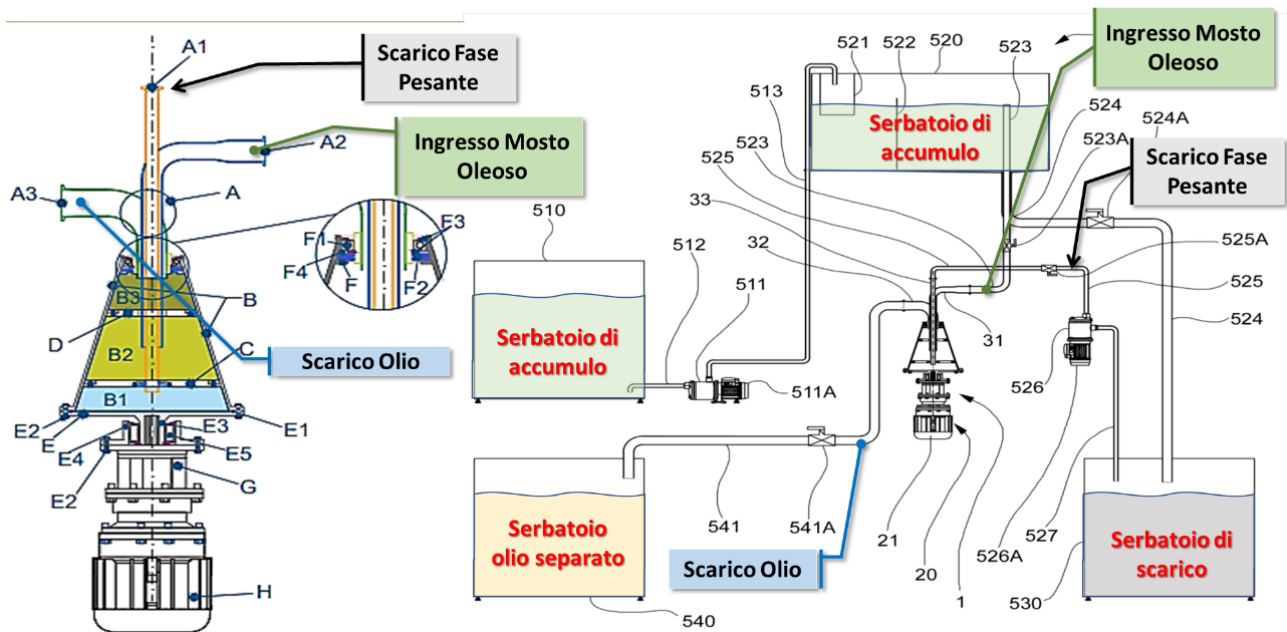 A1
Scarico Fase
Pesante
Ingresso Mosto
Oleoso
A2
A3
A
F1
F3
F4
F
F2
B3
B
D
B2
C
Scarico Olio
B1
E2
E
E3
E1
E4
E5
E2
G
H
521
522
520
523
Ingresso Mosto
Oleoso
513
524
523
525
523A
524A
Serbatoio di
accumulo
Scarico Fase
Pesante
33
32
510
512
511
525A
525
Serbatoio di
accumulo
31
526
524
511A
541
541A
21
20
1
526A
527
530
Serbatoio
olio separato
Scarico Olio
Serbatoio di
scarico
540